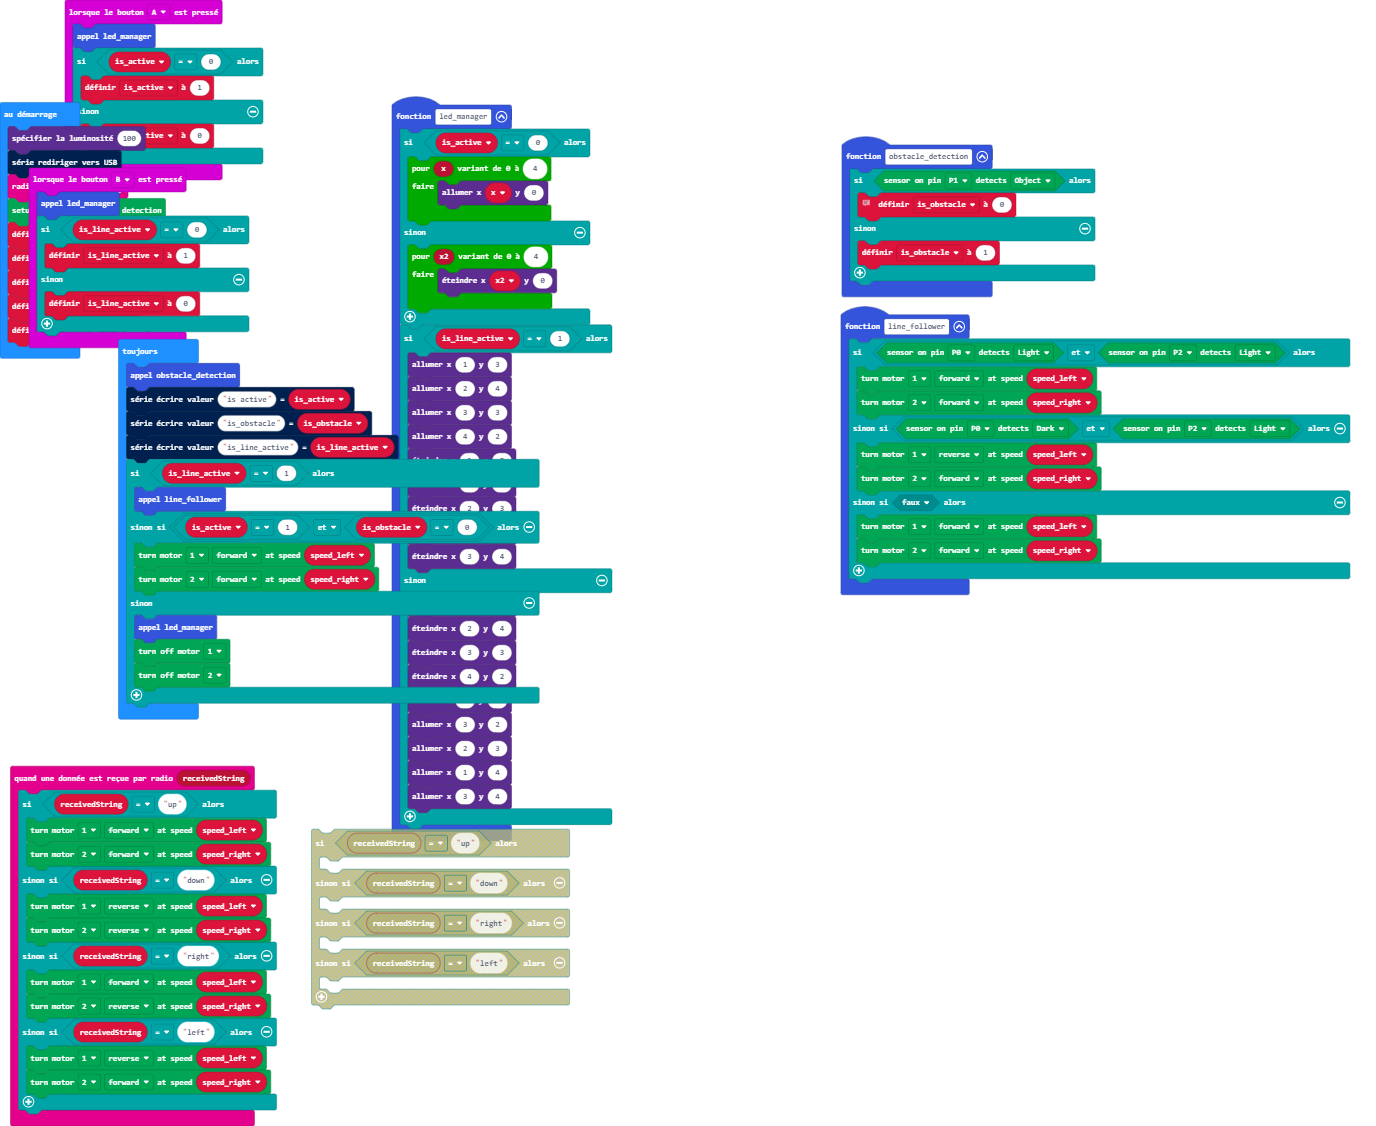 lorsque le bouton A est pressé
appel led_manager
si is_active = 0 alors
définir is_active à 1
sinon
tive à 0
au démarrage
spécifier la luminosité 100
série rediriger vers USB
radi
setu detection
défi
défi
défi
défi
défi
lorsque le bouton B est pressé
appel led_manager
si is_line_active = 0 alors
définir is_line_active à 1
sinon
définir is_line_active à 0
toujours
appel obstacle_detection
série écrire valeur "is active" = is_active
série écrire valeur "is_obstacle" = is_obstacle
série écrire valeur "is_line_active" = is_line_active
si is_line_active = 1 alors
appel line_follower
sinon si is_active = 1 et is_obstacle = 0 alors
turn motor 1 forward at speed speed_left
turn motor 2 forward at speed speed_right
sinon
appel led_manager
turn off motor 1
turn off motor 2
fonction led_manager
si is_active = 0 alors
pour x variant de 0 à 4
faire allumer x x y 0
sinon
pour x2 variant de 0 à 4
faire éteindre x x2 y 0
si is_line_active = 1 alors
allumer x 1 y 3
allumer x 2 y 4
allumer x 3 y 3
allumer x 4 y 2
éteindre x 2 y 3
éteindre x 3 y 4
sinon
éteindre x 2 y 4
éteindre x 3 y 3
éteindre x 4 y 2
allumer x 3 y 2
allumer x 2 y 3
allumer x 1 y 4
allumer x 3 y 4
fonction obstacle_detection
si sensor on pin P1 detects Object alors
définir is_obstacle à 0
sinon
définir is_obstacle à 1
fonction line_follower
si sensor on pin P0 detects Light et sensor on pin P2 detects Light alors
turn motor 1 forward at speed speed_left
turn motor 2 forward at speed speed_right
sinon si sensor on pin P0 detects Dark et sensor on pin P2 detects Light alors
turn motor 1 reverse at speed speed_left
turn motor 2 forward at speed speed_right
sinon si faux alors
turn motor 1 forward at speed speed_left
turn motor 2 forward at speed speed_right
quand une donnée est reçue par radio receivedString
si receivedString = "up" alors
turn motor 1 forward at speed speed_left
turn motor 2 forward at speed speed_right
sinon si receivedString = "down" alors
turn motor 1 reverse at speed speed_left
turn motor 2 reverse at speed speed_right
sinon si receivedString = "right" alors
turn motor 1 forward at speed speed_left
turn motor 2 reverse at speed speed_right
sinon si receivedString = "left" alors
turn motor 1 reverse at speed speed_left
turn motor 2 forward at speed speed_right
si receivedString = "up" alors
sinon si receivedString = "down" alors
sinon si receivedString = "right" alors
sinon si receivedString = "left" alors